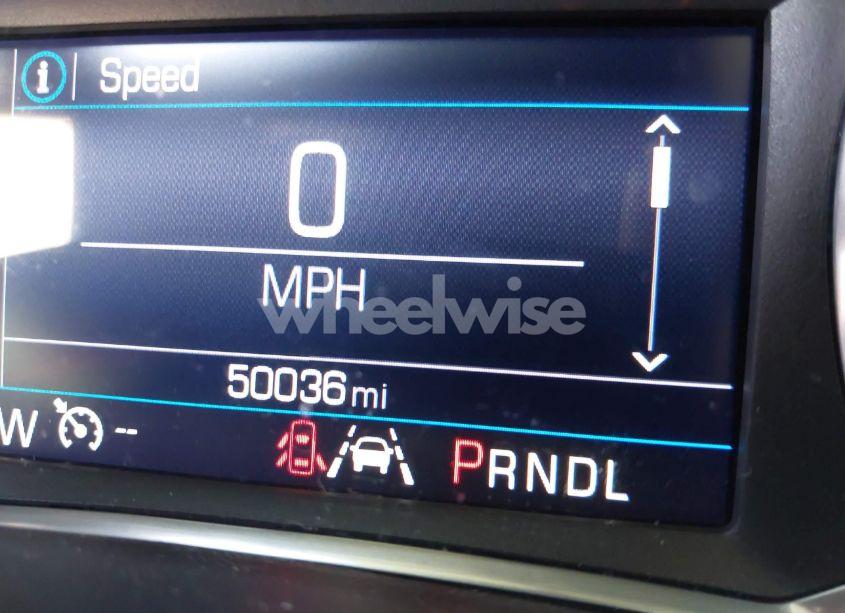 Speed
0
MPH
wheelwise
50036 mi
W --
PRNDL